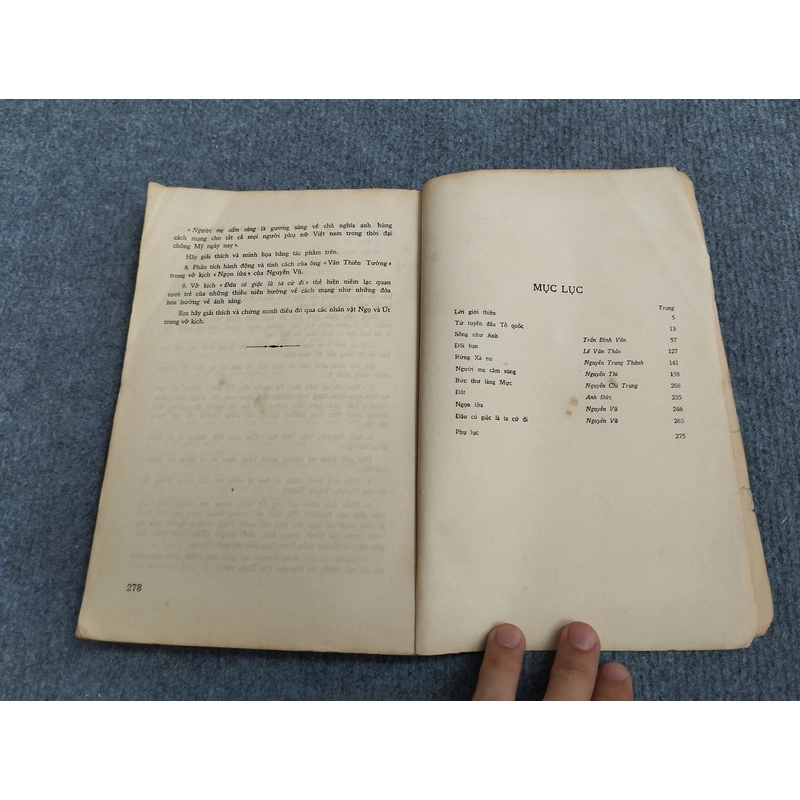 « Người mẹ cầm súng là gương sáng về chủ nghĩa anh hùng
cách mạng cho tất cả mọi người phụ nữ Việt nam trong thời đại
chống Mỹ ngày nay ».
Hãy giải thích và minh họa bằng tác phẩm trên.
8. Phân tích hành động và tính cách của ông « Văn Thiên Tường »
trong vở kịch « Ngọn lửa » của Nguyễn Vũ.
9. Vở kịch « Đâu có giặc là ta cứ đi » thể hiện niềm lạc quan
tươi trẻ của những thiếu niên hướng về cách mạng như những đóa
hoa hướng về ánh sáng.
Em hãy giải thích và chứng minh điều đó qua các nhân vật Ngọ và Út
trong vở kịch.
278
MỤC LỤC
Trang
Lời giới thiệu 5
Từ tuyến đầu Tổ quốc 15
Sống như Anh Trần Đình Vân 57
Đôi bạn Lê Văn Thảo 127
Rừng Xà nu Nguyễn Trung Thành 141
Người mẹ cầm súng Nguyễn Thi 158
Bức thư làng Mực Nguyễn Chí Trung 208
Đất Anh Đức 235
Ngọn lửa Nguyễn Vũ 246
Đâu có giặc là ta cứ đi Nguyễn Vũ 263
Phụ lục 275